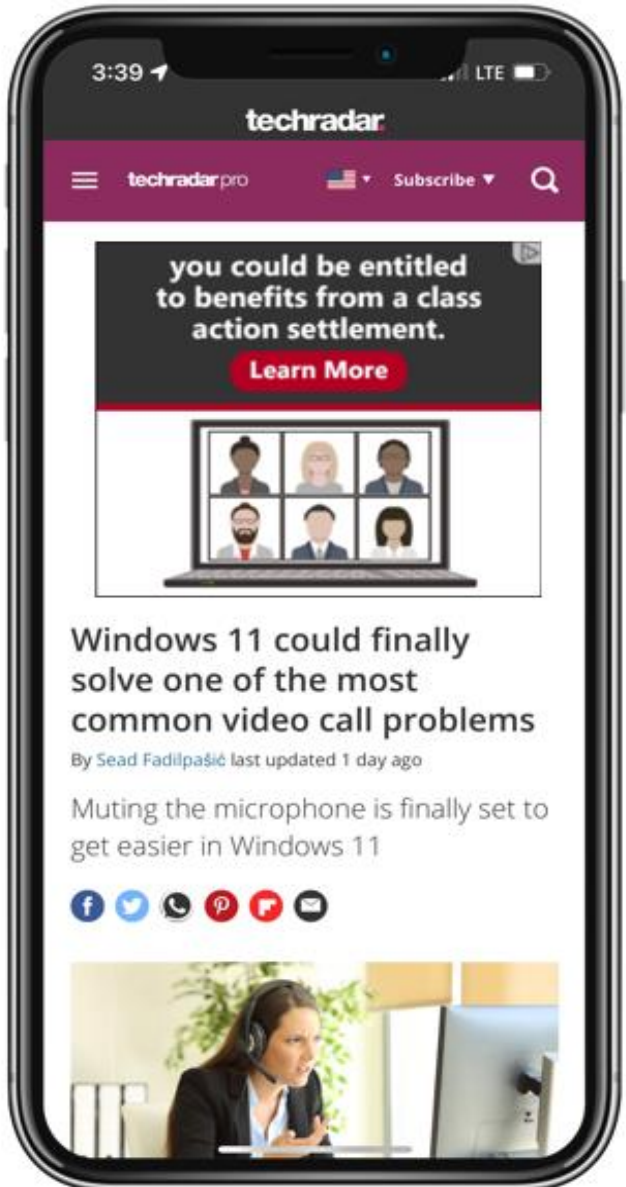 3:39
LTE
techradar.
techradar pro
Subscribe ▼
you could be entitled
to benefits from a class
action settlement.
Learn More
Windows 11 could finally
solve one of the most
common video call problems
By Sead Fadilpašić last updated 1 day ago
Muting the microphone is finally set to
get easier in Windows 11